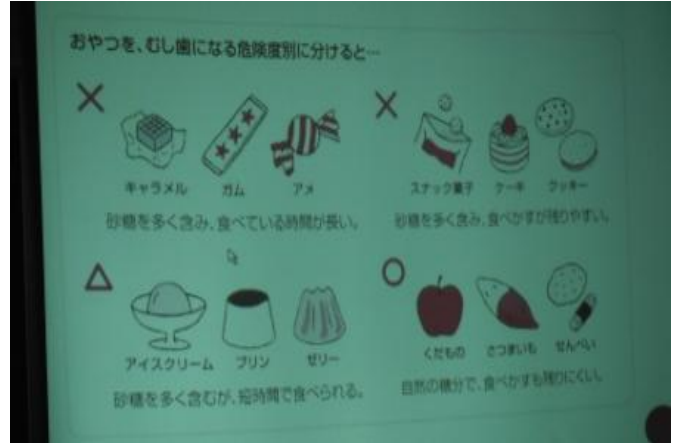 おやつを、むし歯になる危険度別に分けると…
×
キャラメル ガム アメ
砂糖を多く含み、食べている時間が長い。
×
スナック菓子 ケーキ クッキー
砂糖を多く含み、食べかすが残りやすい。
△
アイスクリーム プリン ゼリー
砂糖を多く含むが、短時間で食べられる。
○
くだもの さつまいも せんべい
自然の糖分で、食べかすも残りにくい。